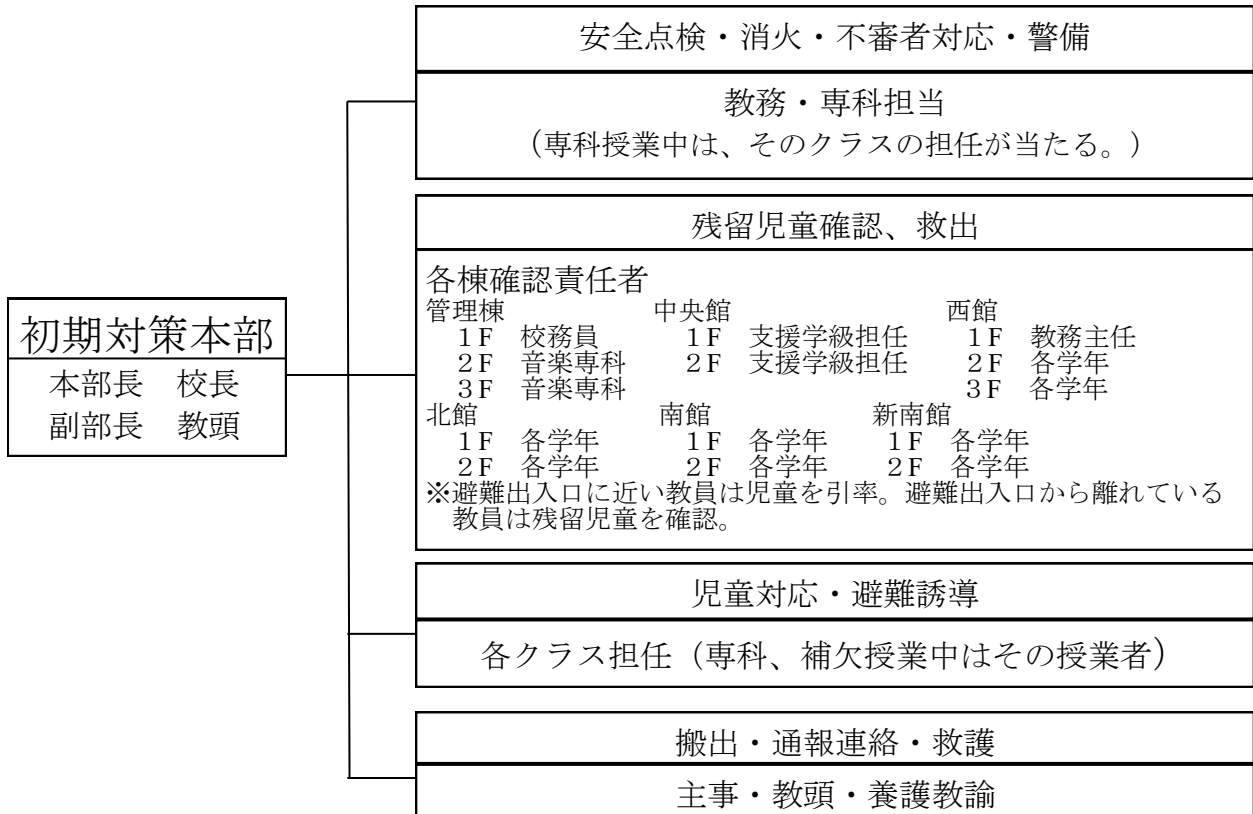 安全点検・消火・不審者対応・警備
教務・専科担当
（専科授業中は、そのクラスの担任が当たる。）
残留児童確認、救出
各棟確認責任者
管理棟 中央館 西館
１F 校務員 １F 支援学級担任 １F 教務主任
２F 音楽専科 ２F 支援学級担任 ２F 各学年
３F 音楽専科 ３F 各学年
北館 南館 新南館
１F 各学年 １F 各学年 １F 各学年
２F 各学年 ２F 各学年 ２F 各学年
※避難出入口に近い教員は児童を引率。避難出入口から離れている
教員は残留児童を確認。
初期対策本部
本部長 校長
副部長 教頭
児童対応・避難誘導
各クラス担任（専科、補欠授業中はその授業者）
搬出・通報連絡・救護
主事・教頭・養護教諭